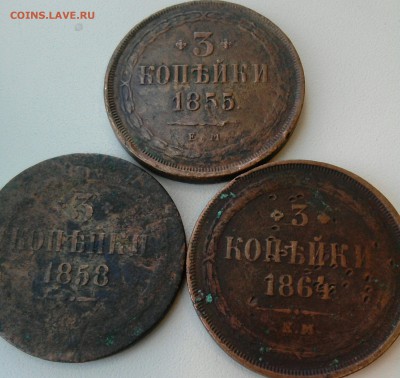 COINS.LAVE.RU
3
КОПѢЙКИ
1855.
Е.М.
3
КОПѢЙКИ
1858
3
КОПѢЙКИ
1864
Е.М.